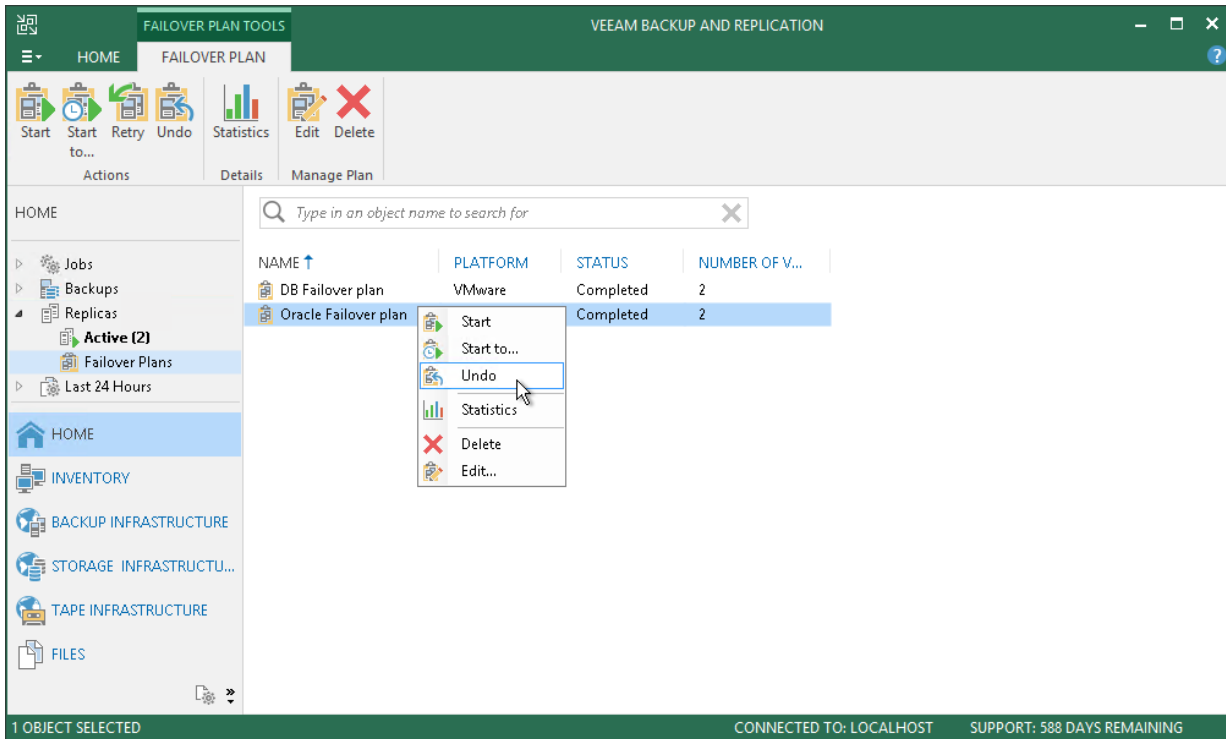 FAILOVER PLAN TOOLS
VEEAM BACKUP AND REPLICATION
HOME
FAILOVER PLAN
?
Start
Start to...
Retry
Undo
Statistics
Edit
Delete
Actions
Details
Manage Plan
HOME
Type in an object name to search for
Jobs
Backups
Replicas
Active (2)
Failover Plans
Last 24 Hours
NAME PLATFORM STATUS NUMBER OF V...
DB Failover plan VMware Completed 2
Oracle Failover plan Completed 2
Start
Start to...
Undo
Statistics
Delete
Edit...
HOME
INVENTORY
BACKUP INFRASTRUCTURE
STORAGE INFRASTRUCTU...
TAPE INFRASTRUCTURE
FILES
1 OBJECT SELECTED
CONNECTED TO: LOCALHOST
SUPPORT: 588 DAYS REMAINING